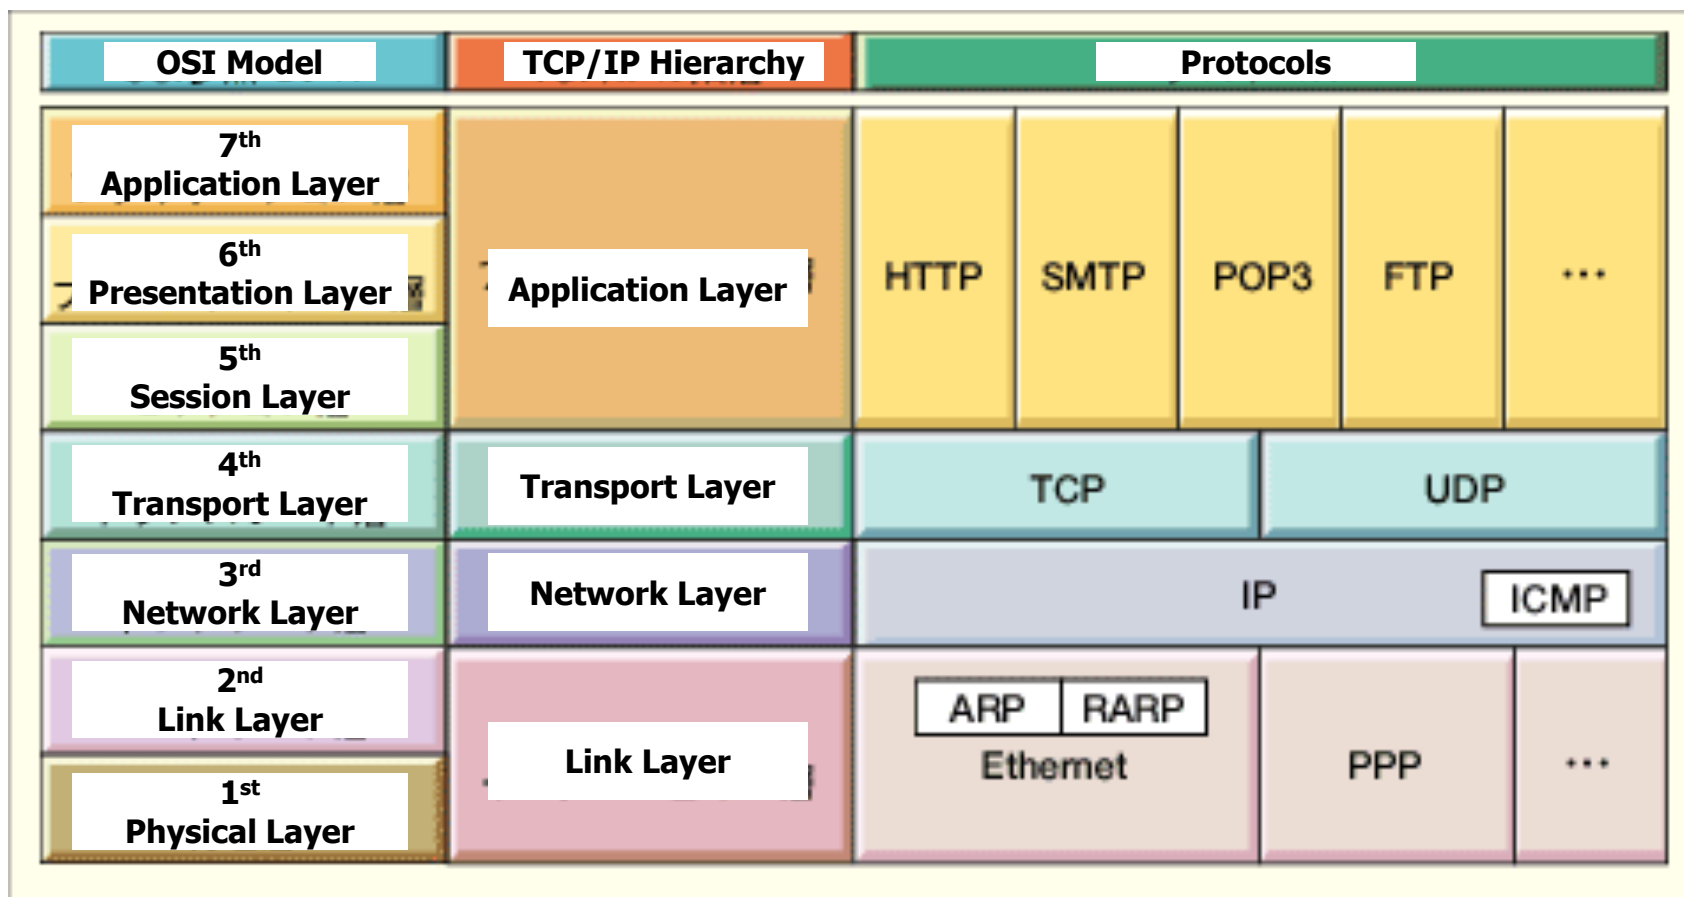 OSI Model
TCP/IP Hierarchy
Protocols
7th
Application Layer
6th
Presentation Layer
5th
Session Layer
Application Layer
HTTP
SMTP
POP3
FTP
...
4th
Transport Layer
Transport Layer
TCP
UDP
3rd
Network Layer
Network Layer
IP
ICMP
2nd
Link Layer
1st
Physical Layer
Link Layer
ARP
RARP
Ethernet
PPP
...